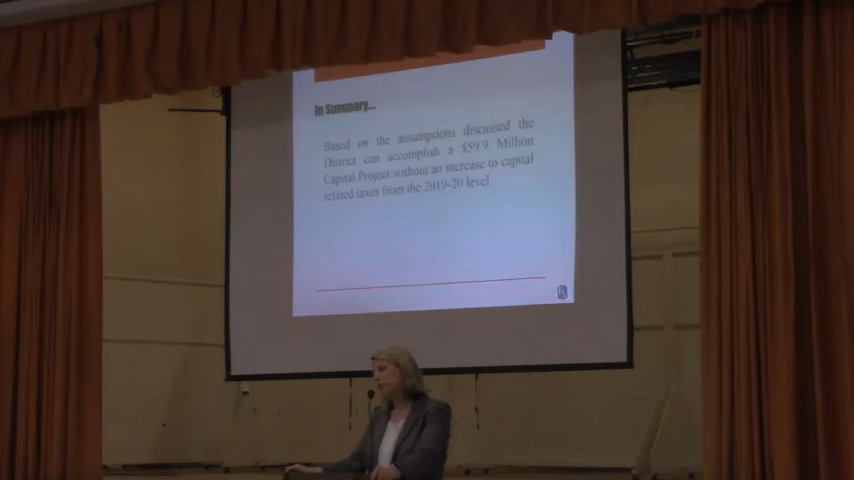 In Summary...
Based on the assumptions discussed the
District can accomplish a $59.9 Million
Capital Project without an increase to capital
related taxes from the 2019-20 level